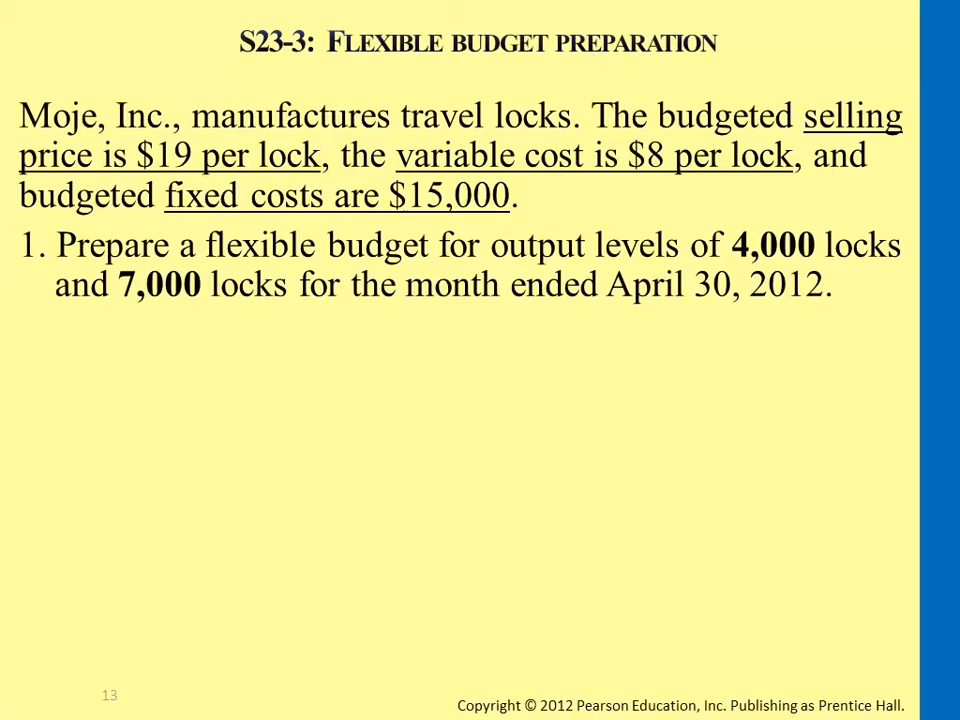 S23-3: FLEXIBLE BUDGET PREPARATION
Moje, Inc., manufactures travel locks. The budgeted selling
price is $19 per lock, the variable cost is $8 per lock, and
budgeted fixed costs are $15,000.
1. Prepare a flexible budget for output levels of 4,000 locks
and 7,000 locks for the month ended April 30, 2012.
13
Copyright © 2012 Pearson Education, Inc. Publishing as Prentice Hall.